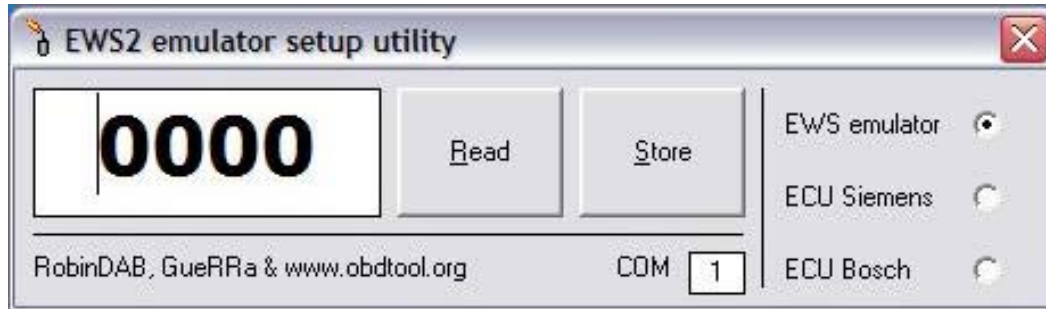 EWS2 emulator setup utility
0000
Read
Store
EWS emulator
ECU Siemens
ECU Bosch
RobinDAB, GueRRa & www.obdtool.org
COM 1